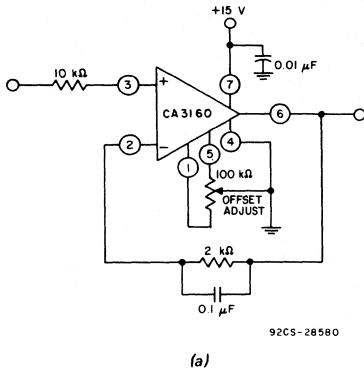 +15 V
0.01 µF
10 kΩ
3
+
7
CA3160
6
2
−
4
5
1
100 kΩ
OFFSET
ADJUST
2 kΩ
0.1 µF
92CS-28580
(a)